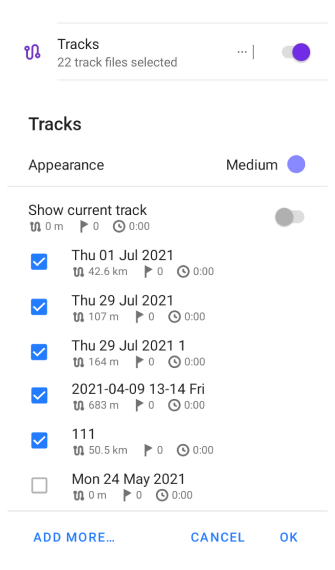 Tracks
22 track files selected
Tracks
Appearance Medium
Show current track
0 m 0 0:00
Thu 01 Jul 2021
42.6 km 0 0:00
Thu 29 Jul 2021
107 m 0 0:00
Thu 29 Jul 2021 1
164 m 0 0:00
2021-04-09 13-14 Fri
683 m 0 0:00
111
50.5 km 0 0:00
Mon 24 May 2021
0 m 0 0:00
ADD MORE… CANCEL OK